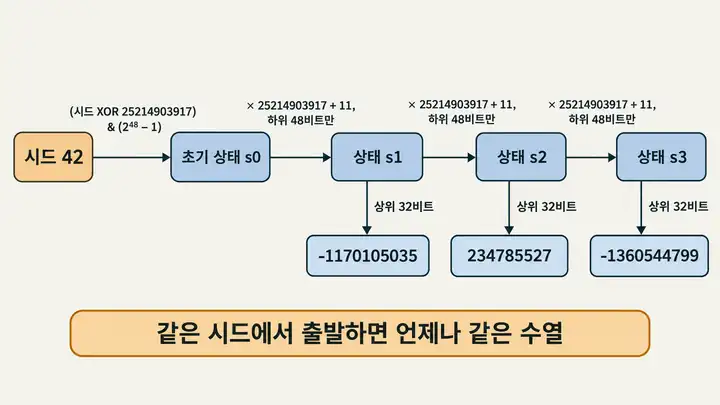 (시드 XOR 25214903917)
& (2⁴⁸ − 1)
× 25214903917 + 11,
하위 48비트만
× 25214903917 + 11,
하위 48비트만
× 25214903917 + 11,
하위 48비트만
시드 42
초기 상태 s0
상태 s1
상태 s2
상태 s3
상위 32비트
상위 32비트
상위 32비트
-1170105035
234785527
-1360544799
같은 시드에서 출발하면 언제나 같은 수열